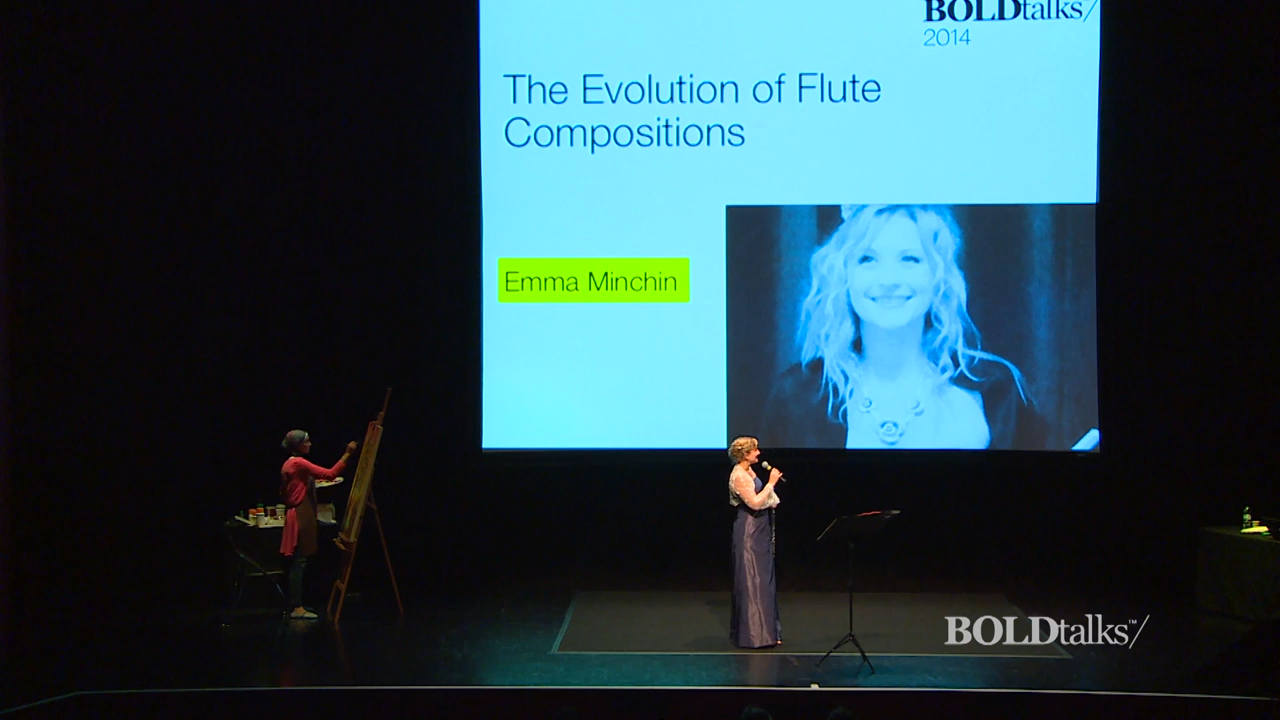 BOLDtalks/
2014
The Evolution of Flute
Compositions
Emma Minchin
BOLDtalks™/